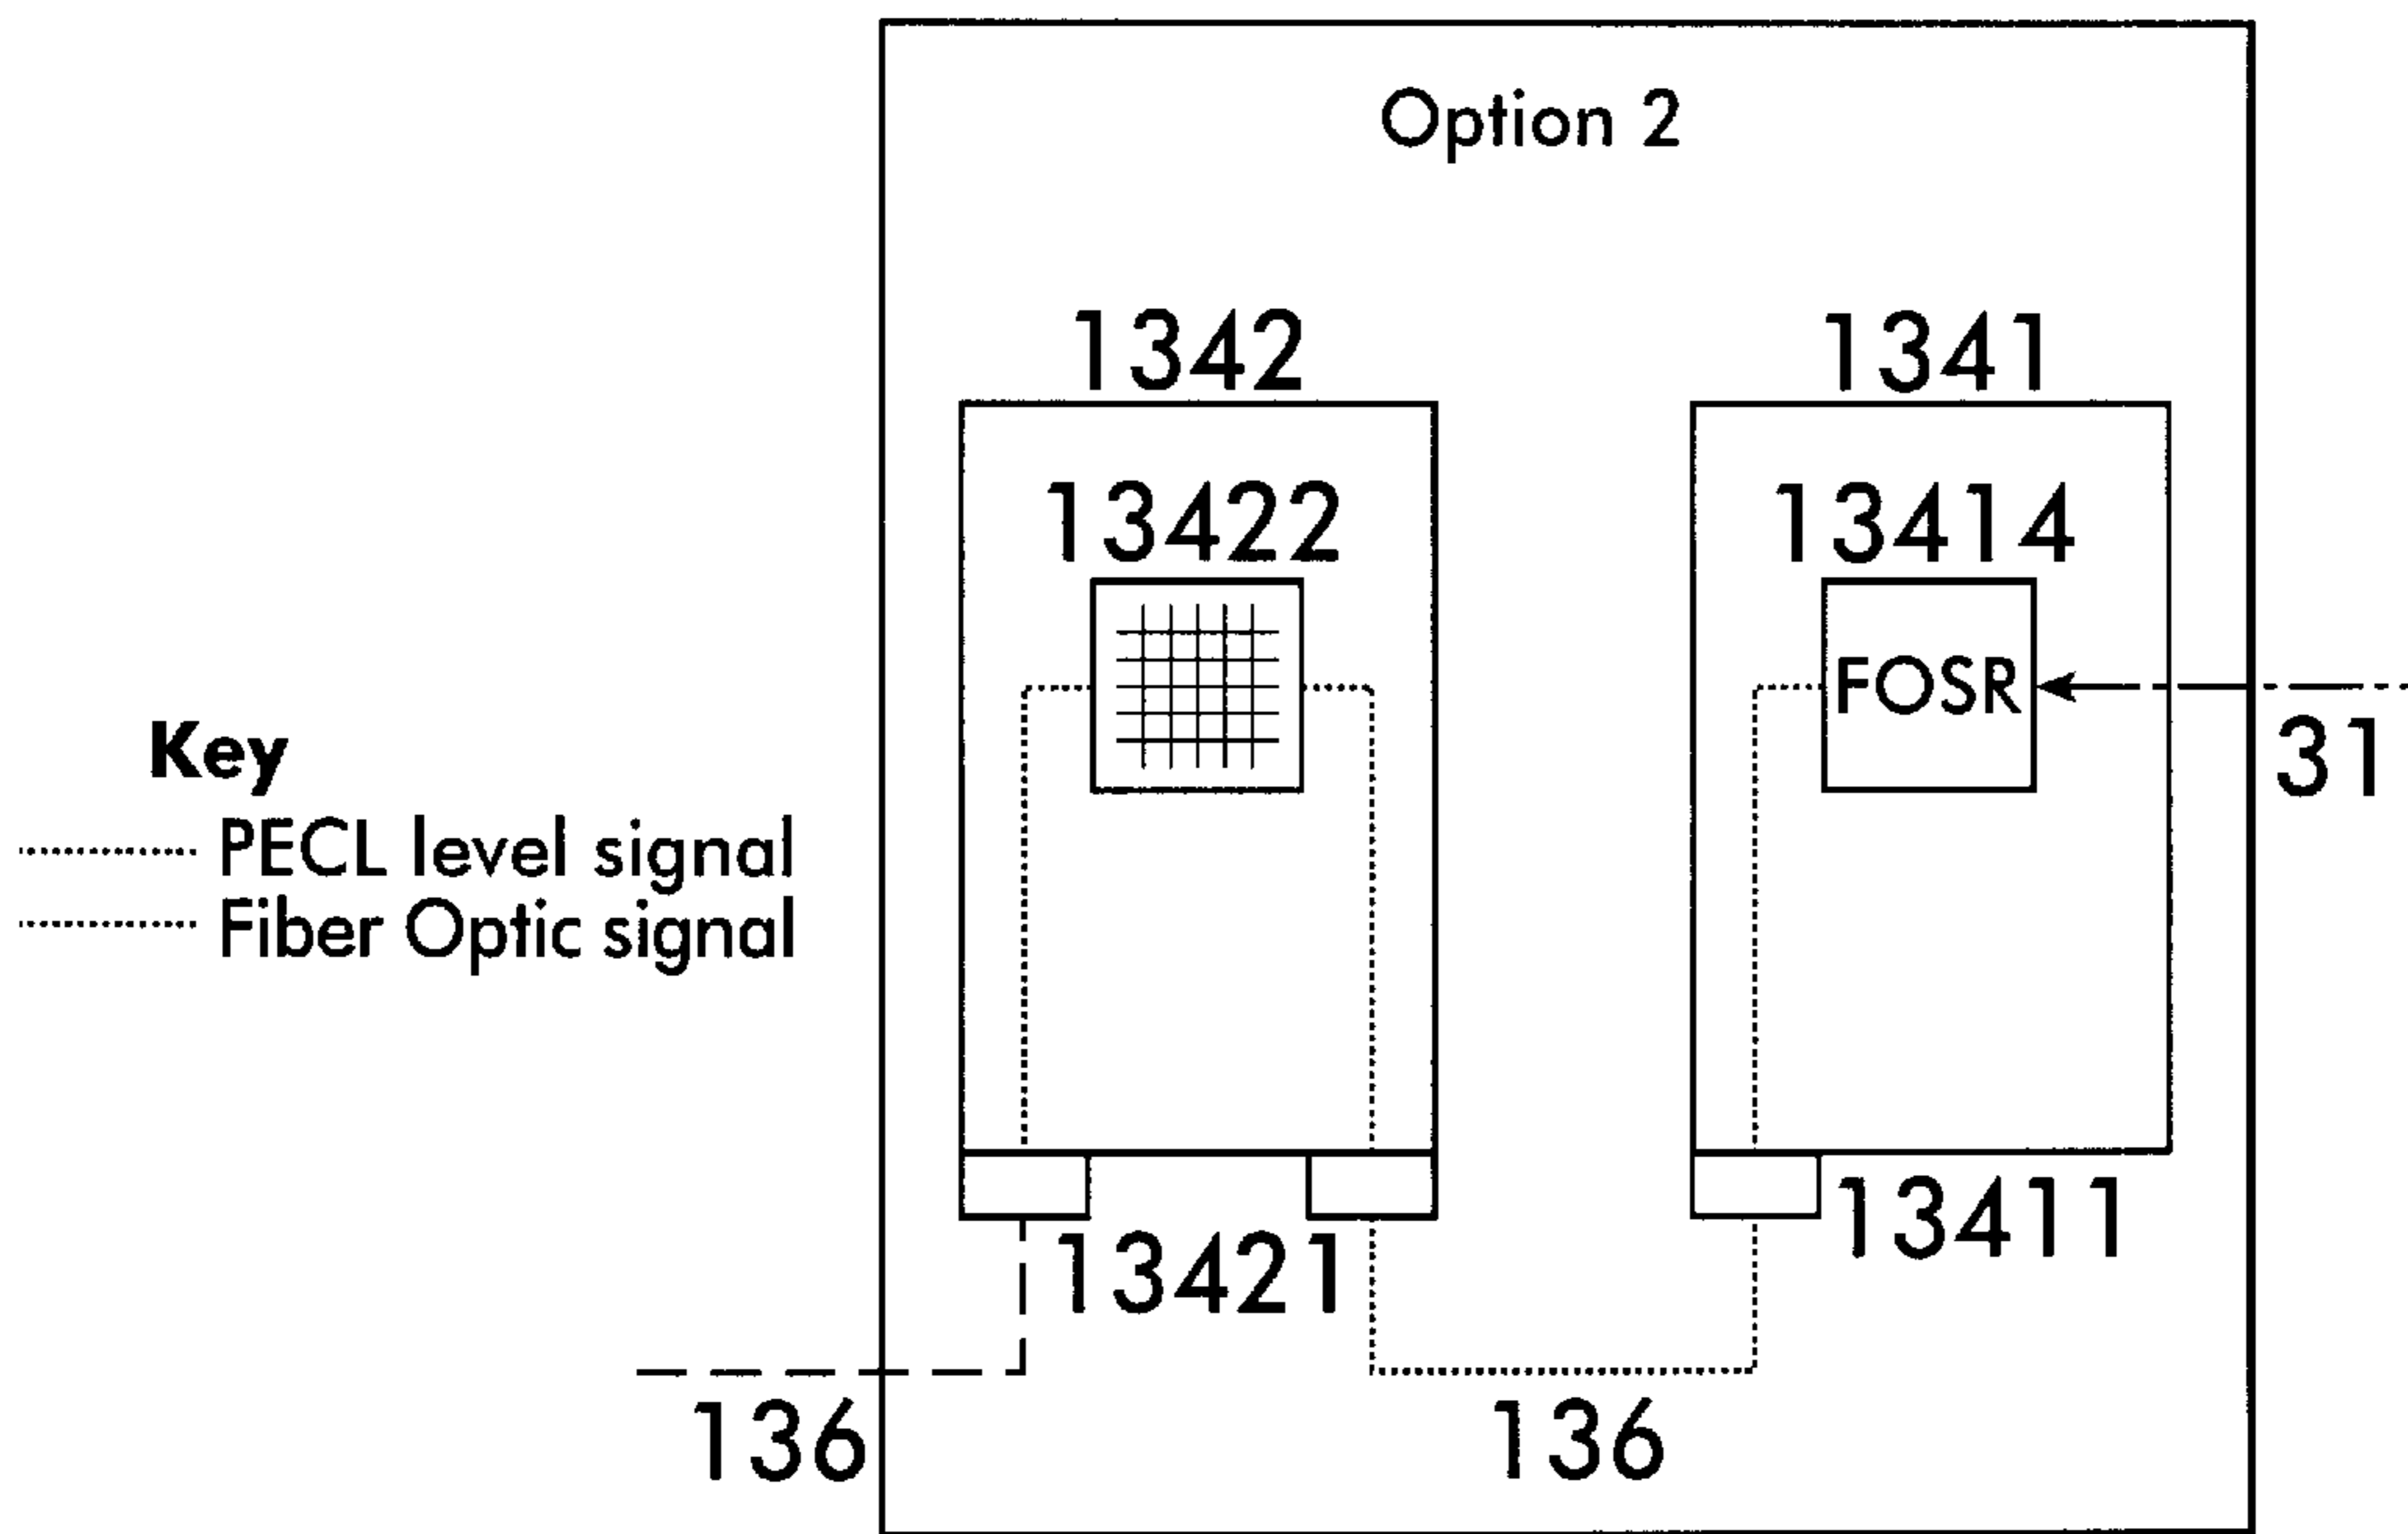 Option 2
1342
1341
13422
13414
FOSR
31
Key
PECL level signal
Fiber Optic signal
13411
13421
136
136